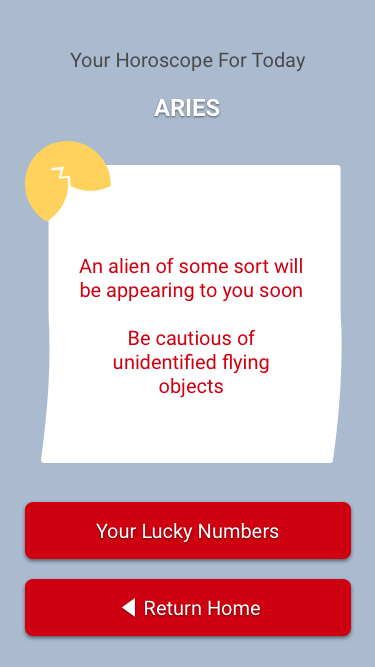 Your Horoscope For Today
ARIES
An alien of some sort will
be appearing to you soon
Be cautious of
unidentified flying
objects
Your Lucky Numbers
Return Home